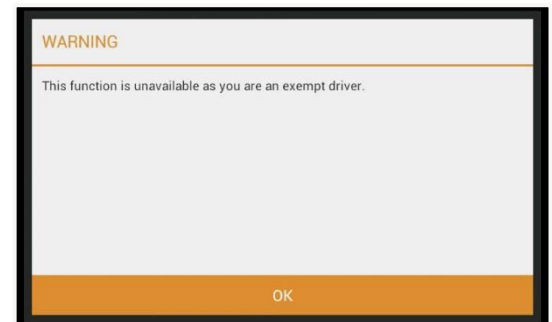 WARNING
This function is unavailable as you are an exempt driver.
OK